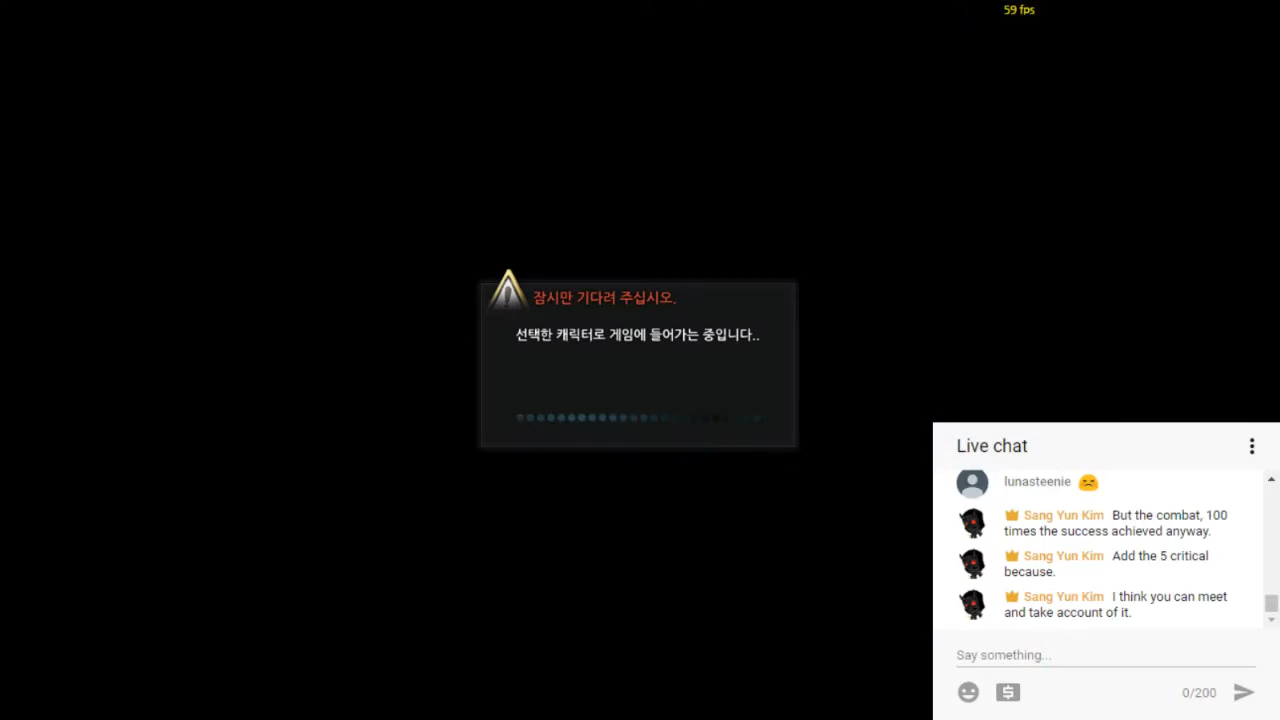 59 fps
잠시만 기다려 주십시오.
선택한 캐릭터로 게임에 들어가는 중입니다..
Live chat
lunasteenie
Sang Yun Kim But the combat, 100
times the success achieved anyway.
Sang Yun Kim Add the 5 critical
because.
Sang Yun Kim I think you can meet
and take account of it.
Say something...
0/200